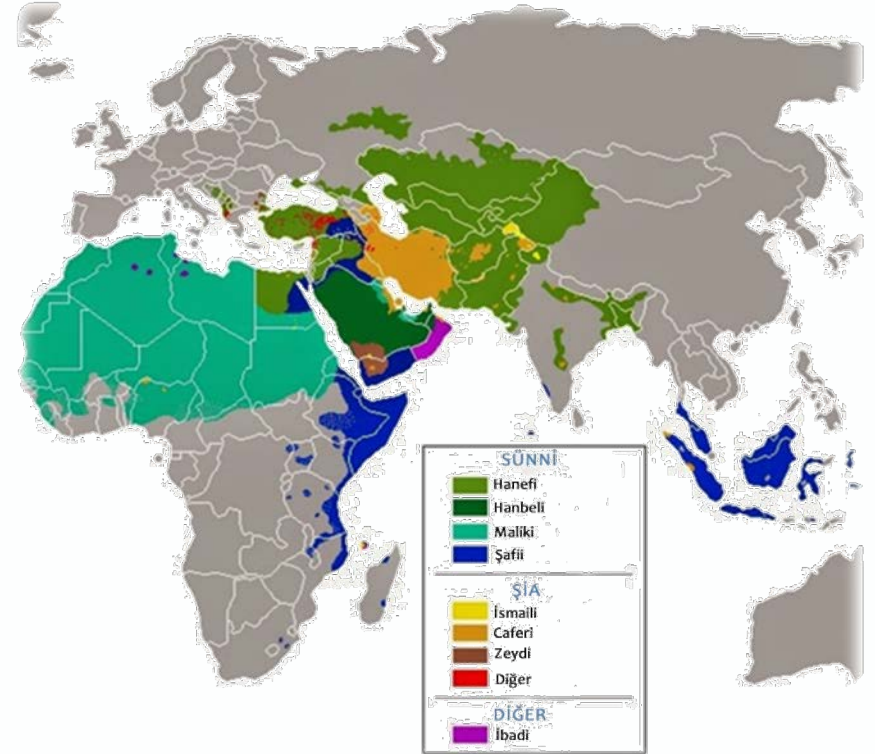 SÜNNİ
Hanefi
Hanbeli
Maliki
Şafii
ŞİA
İsmaili
Caferi
Zeydi
Diğer
DİĞER
İbadi